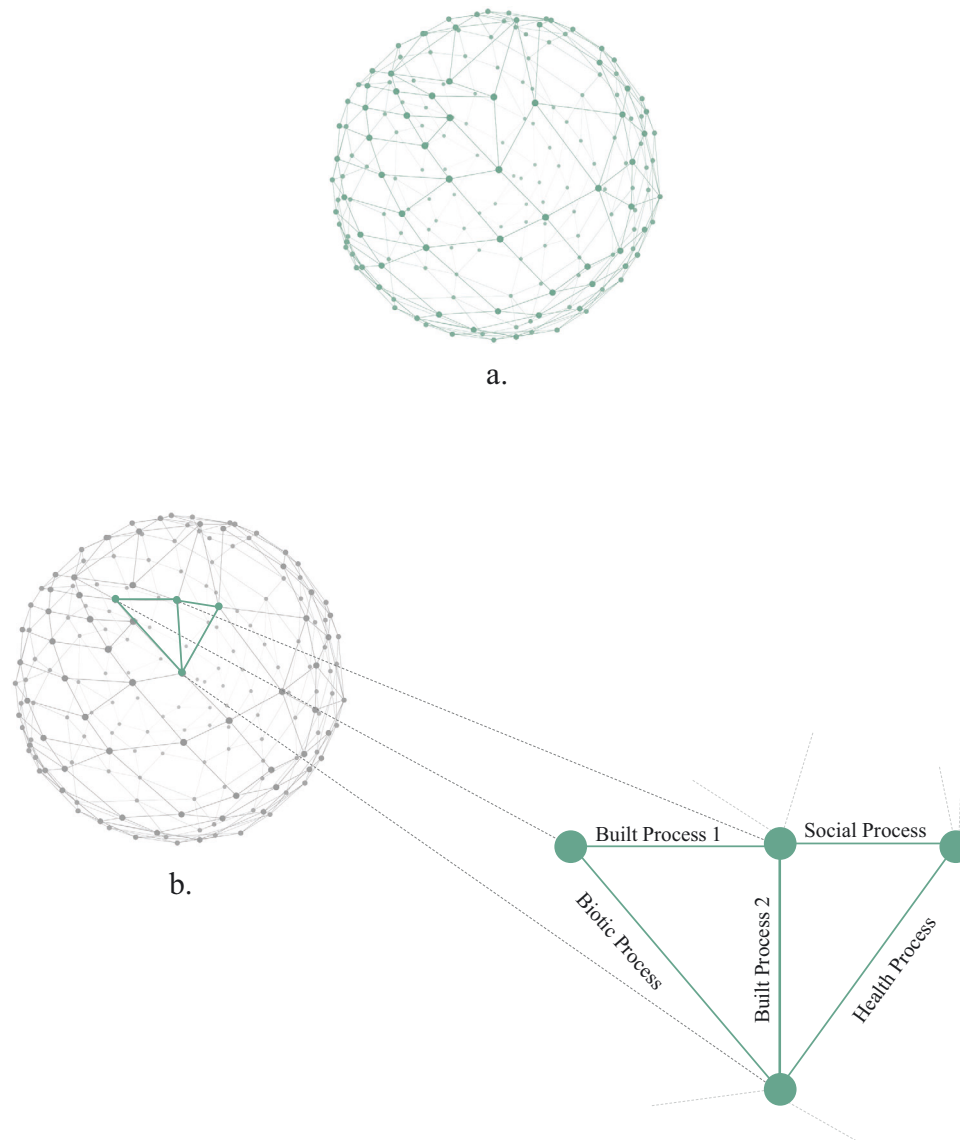 a.
b.
Built Process 1
Social Process
Biotic Process
Built Process 2
Health Process